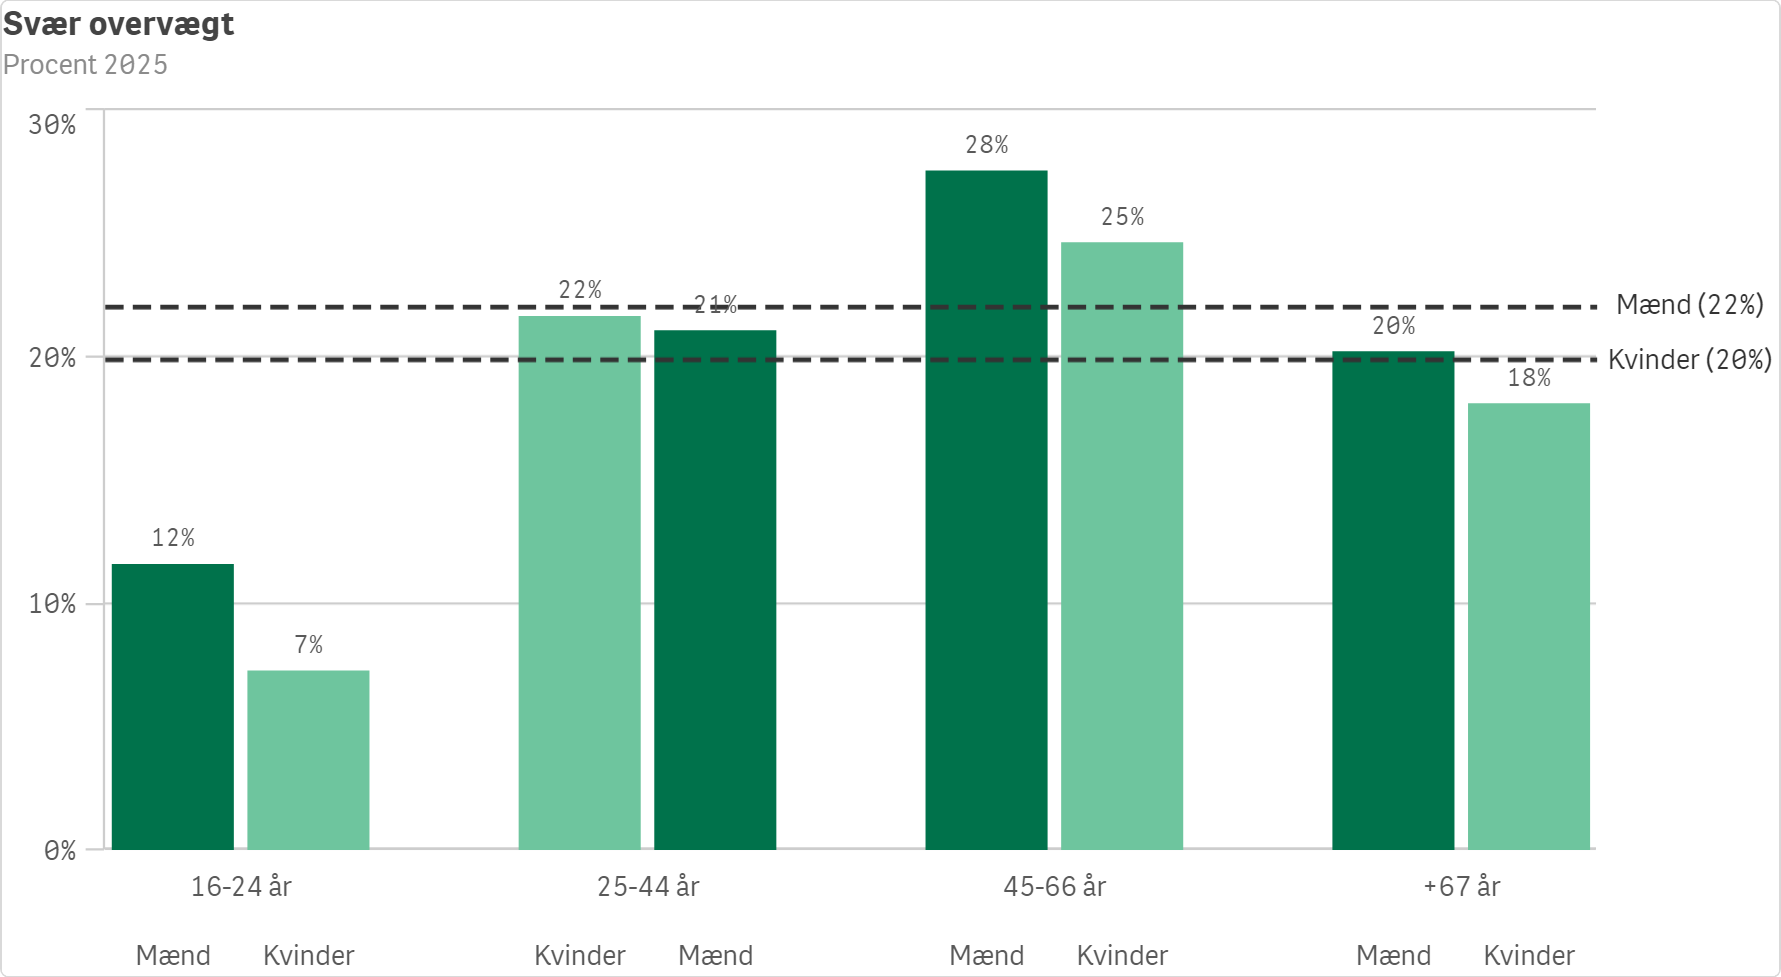 Svær overvægt
Procent 2025
30%
20%
10%
0%
12%
7%
22%
21%
28%
25%
20%
18%
Mænd (22%)
Kvinder (20%)
16-24 år
25-44 år
45-66 år
+67 år
Mænd
Kvinder
Kvinder
Mænd
Mænd
Kvinder
Mænd
Kvinder